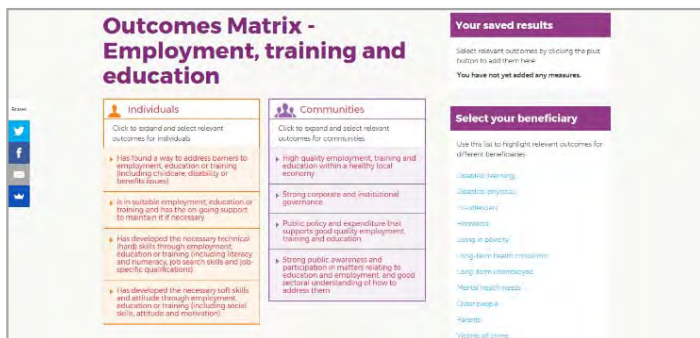 Outcomes Matrix -
Employment, training and
education
Share
Individuals
Click to expand and select relevant
outcomes for individuals
Has found a way to address barriers to
employment, education or training
(including childcare, disability or
benefits issues)
Is in suitable employment, education or
training and has the on-going support
to maintain it if necessary
Has developed the necessary technical
(hard) skills through employment,
education or training (including literacy
and numeracy, job search skills and job-
specific qualifications)
Has developed the necessary soft skills
and attitude through employment,
education or training (including social
skills, attitude and motivation)
Communities
Click to expand and select relevant
outcomes for communities
High quality employment, training and
education within a healthy local
economy
Strong corporate and institutional
governance
Public policy and expenditure that
supports good quality employment,
training and education
Strong public awareness and
participation in matters relating to
education and employment, and good
sectoral understanding of how to
address them
Your saved results
Select relevant outcomes by clicking the plus
button to add them here
You have not yet added any measures.
Select your beneficiary
Use this list to highlight relevant outcomes for
different beneficiaries
Disabled (learning)
Disabled (physical)
Ex-offenders
Homeless
Living in poverty
Long-term health condition
Long-term unemployed
Mental health needs
Older people
Parents
Victims of crime